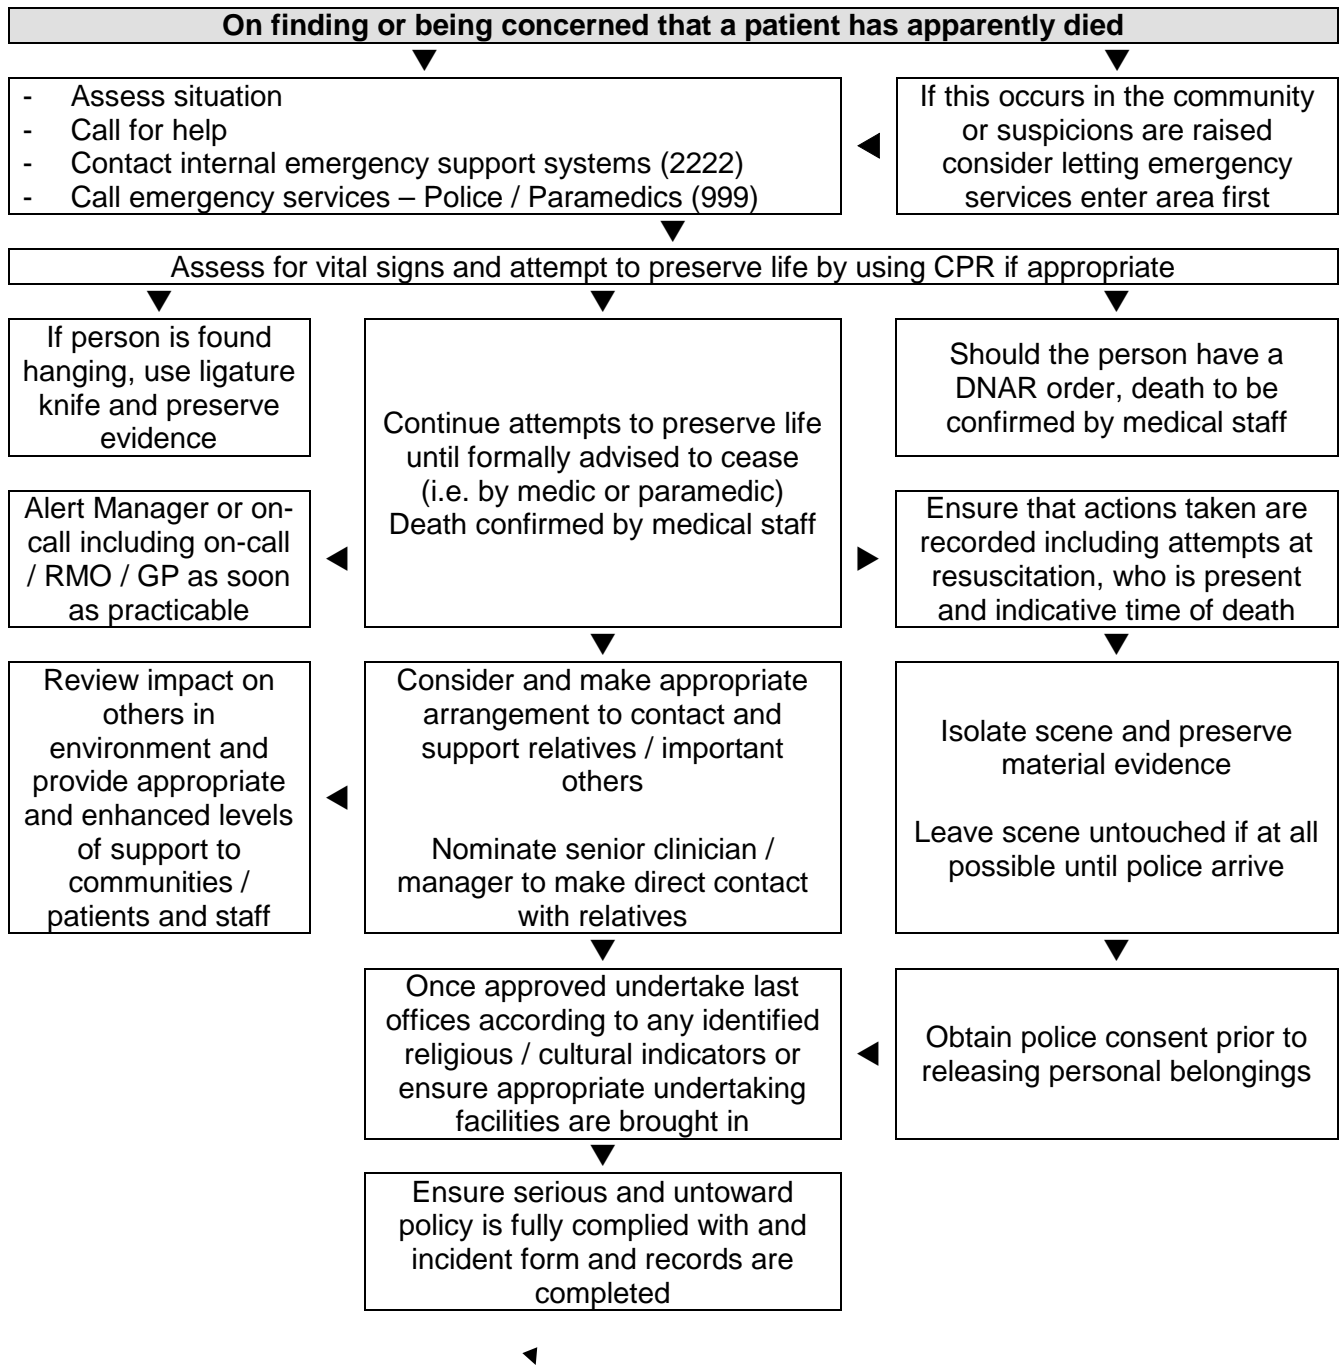 On finding or being concerned that a patient has apparently died
- Assess situation
- Call for help
- Contact internal emergency support systems (2222)
- Call emergency services – Police / Paramedics (999)
If this occurs in the community
or suspicions are raised
consider letting emergency
services enter area first
Assess for vital signs and attempt to preserve life by using CPR if appropriate
If person is found
hanging, use ligature
knife and preserve
evidence
Continue attempts to preserve life
until formally advised to cease
(i.e. by medic or paramedic)
Death confirmed by medical staff
Should the person have a
DNAR order, death to be
confirmed by medical staff
Alert Manager or on-
call including on-call
/ RMO / GP as soon
as practicable
Ensure that actions taken are
recorded including attempts at
resuscitation, who is present
and indicative time of death
Review impact on
others in
environment and
provide appropriate
and enhanced levels
of support to
communities /
patients and staff
Consider and make appropriate
arrangement to contact and
support relatives / important
others
Nominate senior clinician /
manager to make direct contact
with relatives
Isolate scene and preserve
material evidence
Leave scene untouched if at all
possible until police arrive
Once approved undertake last
offices according to any identified
religious / cultural indicators or
ensure appropriate undertaking
facilities are brought in
Obtain police consent prior to
releasing personal belongings
Ensure serious and untoward
policy is fully complied with and
incident form and records are
completed